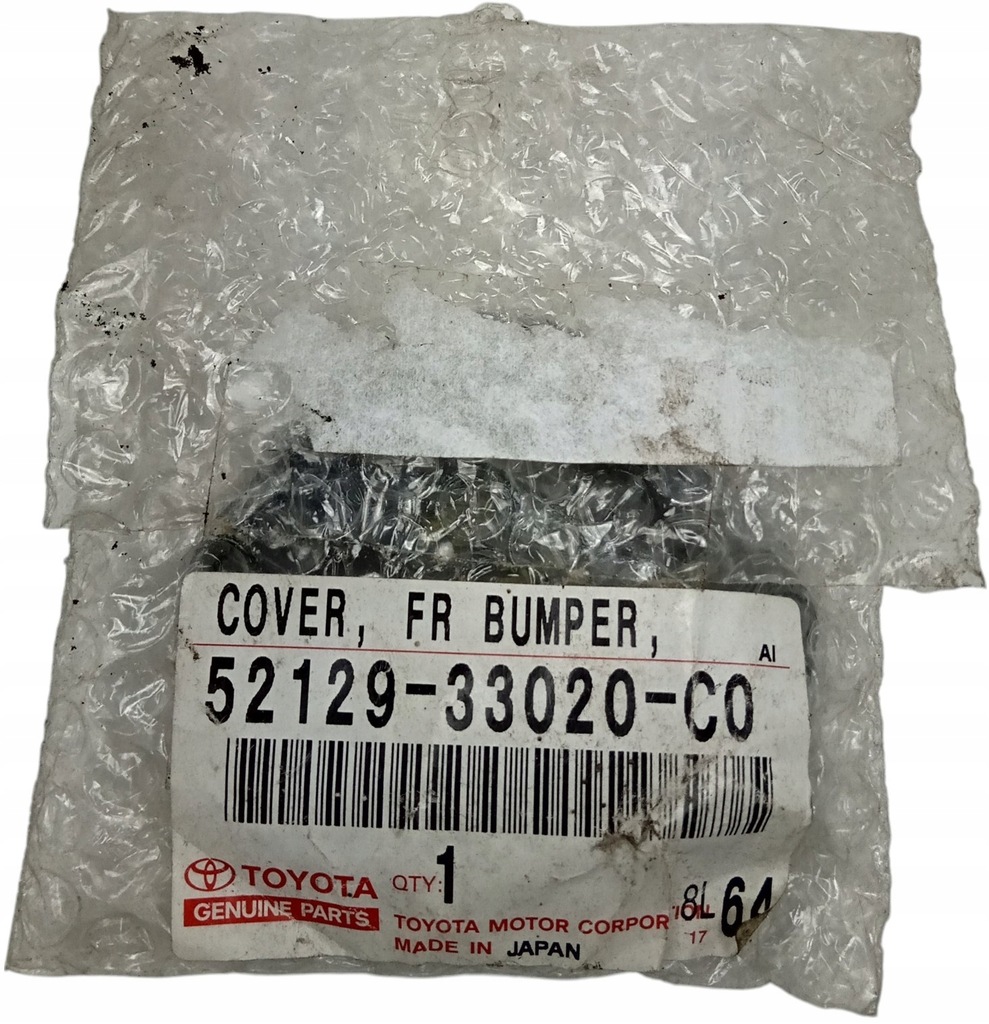 COVER, FR BUMPER,
AI
52129-33020-C0
TOYOTA QTY: 1
GENUINE PARTS
8L 64
TOYOTA MOTOR CORPOR
17
MADE IN JAPAN